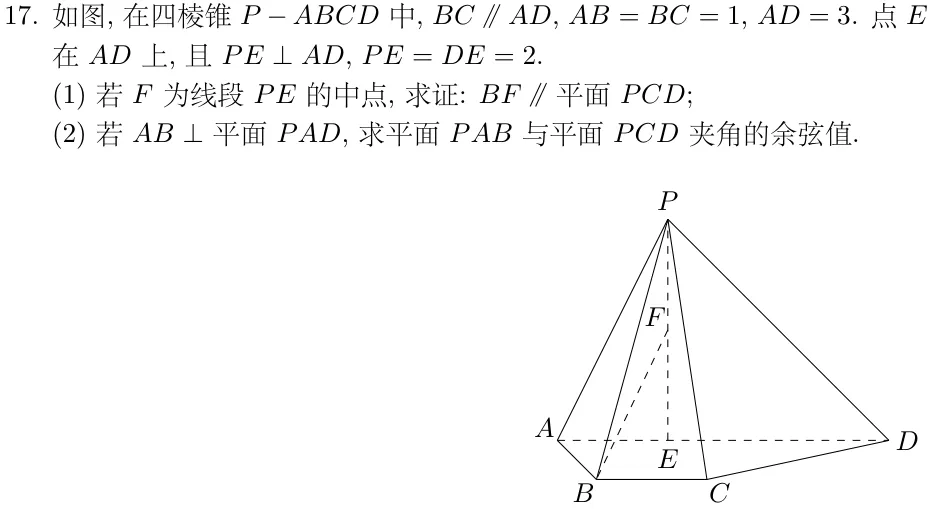 17. 如图, 在四棱锥 P − ABCD 中, BC ∥ AD, AB = BC = 1, AD = 3. 点 E
在 AD 上, 且 PE ⊥ AD, PE = DE = 2.
(1) 若 F 为线段 PE 的中点, 求证: BF ∥ 平面 PCD;
(2) 若 AB ⊥ 平面 PAD, 求平面 PAB 与平面 PCD 夹角的余弦值.
P
F
A
D
E
B
C